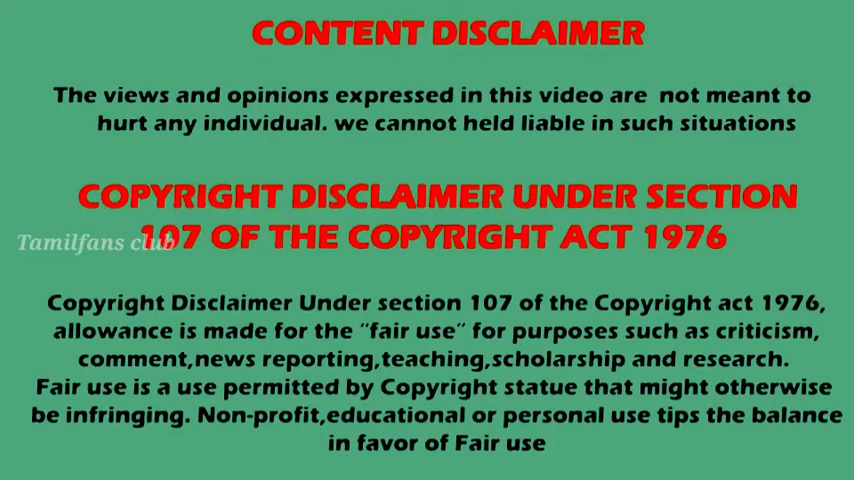 CONTENT DISCLAIMER
The views and opinions expressed in this video are not meant to
hurt any individual. we cannot held liable in such situations
COPYRIGHT DISCLAIMER UNDER SECTION
107 OF THE COPYRIGHT ACT 1976
Tamilfans club
Copyright Disclaimer Under section 107 of the Copyright act 1976,
allowance is made for the "fair use" for purposes such as criticism,
comment,news reporting,teaching,scholarship and research.
Fair use is a use permitted by Copyright statue that might otherwise
be infringing. Non-profit,educational or personal use tips the balance
in favor of Fair use